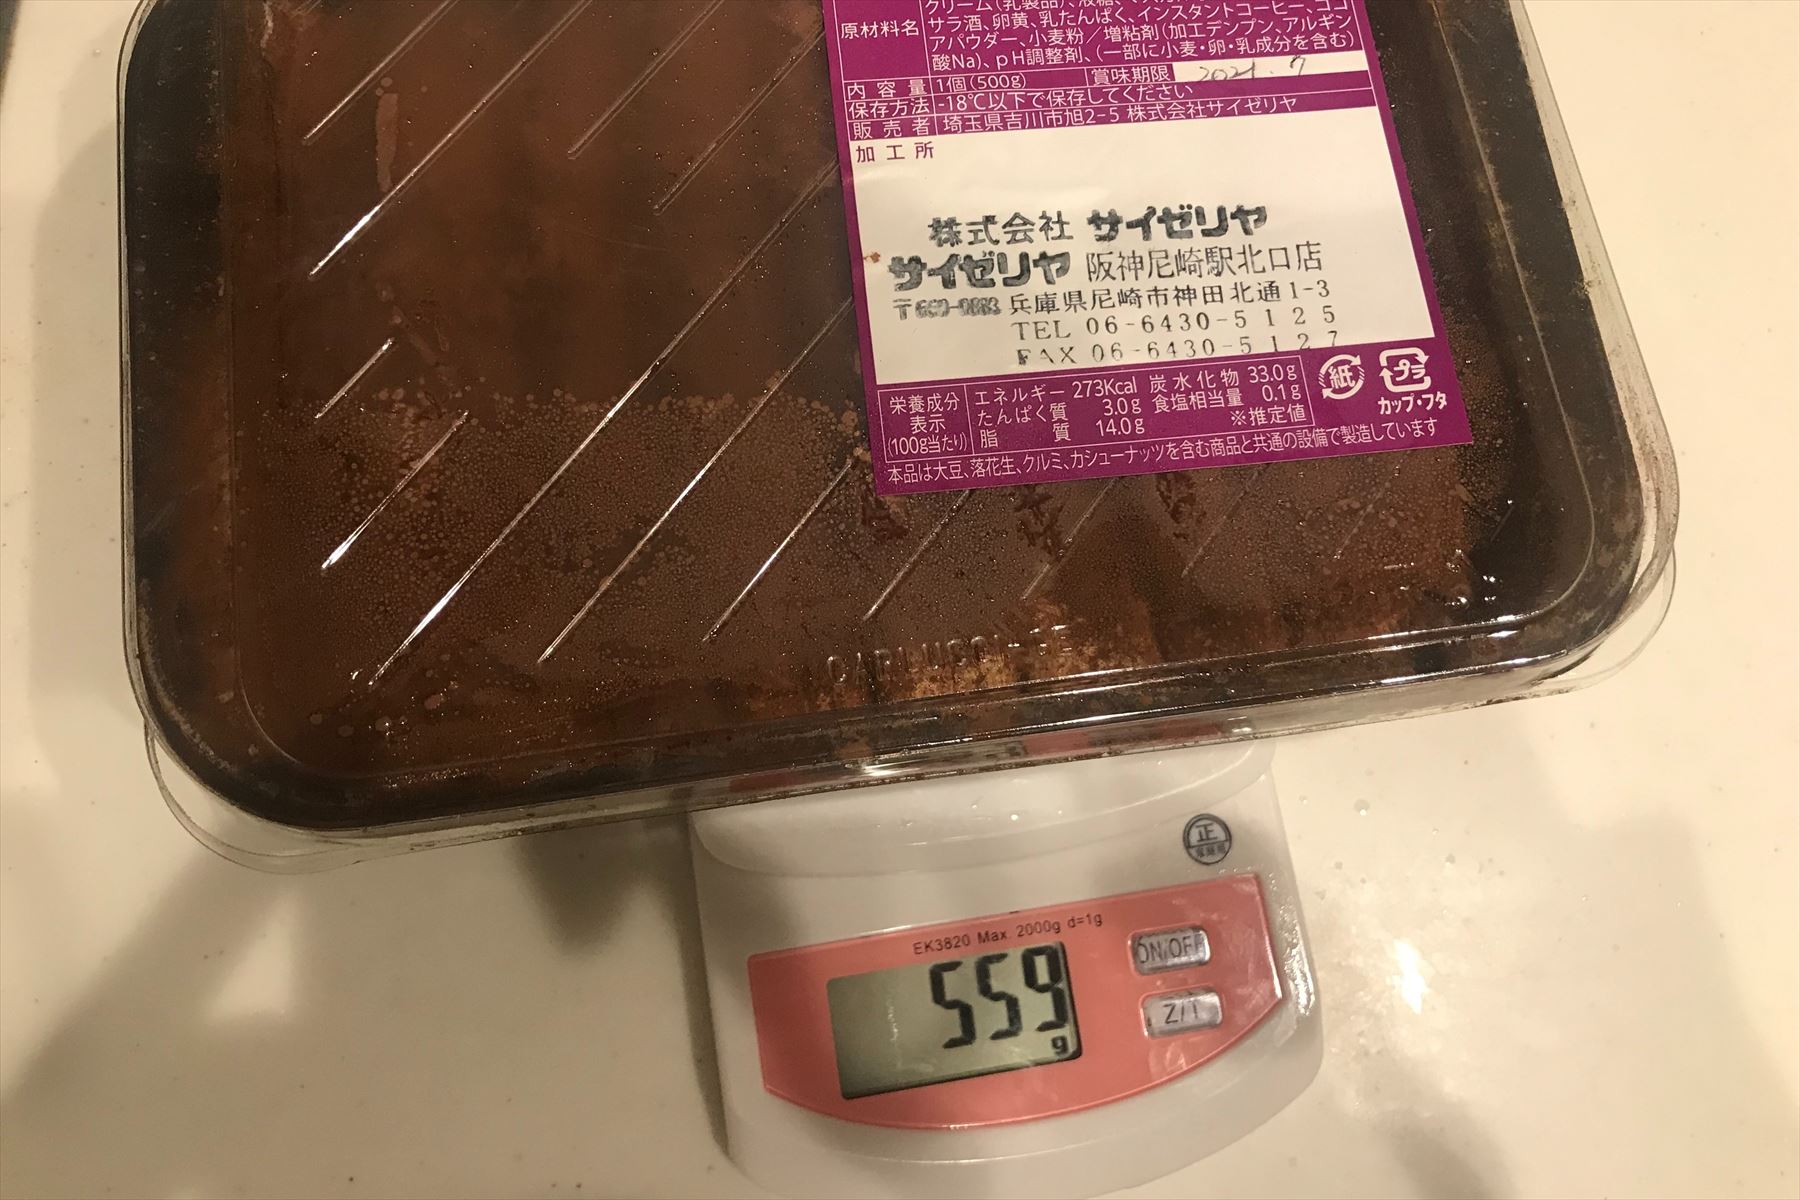 原材料名
クリーム(乳製品)、液糖、
サラ酒、卵黄、乳たんぱく、インスタントコーヒー、ココ
アパウダー、小麦粉/増粘剤(加工デンプン、アルギン
酸Na)、pH調整剤、(一部に小麦・卵・乳成分を含む)
内容量 1個(500g) 賞味期限 2021.7
保存方法 -18℃以下で保存してください
販売者 埼玉県吉川市旭2-5 株式会社サイゼリヤ
加工所
株式会社 サイゼリヤ
サイゼリヤ 阪神尼崎駅北口店
〒660-0883 兵庫県尼崎市神田北通1-3
TEL 06-6430-5125
FAX 06-6430-5127
栄養成分表示(100g当たり)
エネルギー 273Kcal 炭水化物 33.0g
たんぱく質 3.0g 食塩相当量 0.1g
脂質 14.0g ※推定値
紙 プラ
カップ・フタ
本品は大豆、落花生、クルミ、カシューナッツを含む商品と共通の設備で製造しています
正
EK3820 Max. 2000g d=1g
559
g
ON/OFF
Z/T